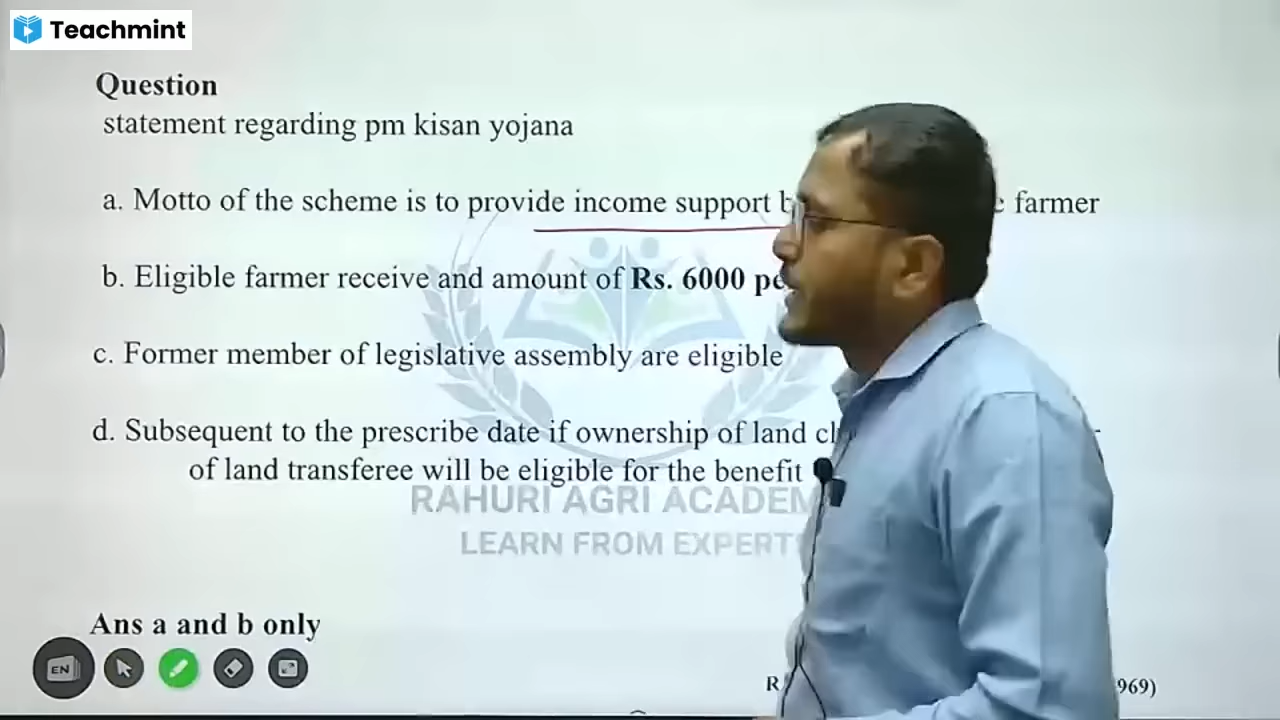 Teachmint
Question
statement regarding pm kisan yojana
a. Motto of the scheme is to provide income support farmer
b. Eligible farmer receive and amount of Rs. 6000
c. Former member of legislative assembly are eligible
d. Subsequent to the prescribe date if ownership of land
of land transferee will be eligible for the benefit
RAHURI AGRI ACADEM
LEARN FROM EXPERT
Ans a and b only
EN
969)